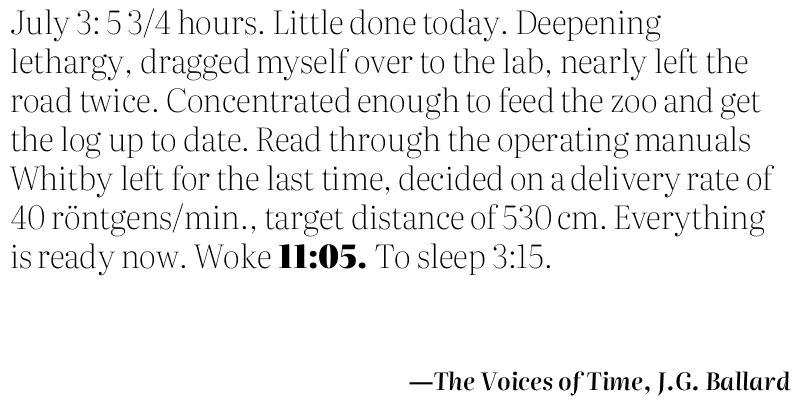 July 3: 5 3/4 hours. Little done today. Deepening
lethargy, dragged myself over to the lab, nearly left the
road twice. Concentrated enough to feed the zoo and get
the log up to date. Read through the operating manuals
Whitby left for the last time, decided on a delivery rate of
40 röntgens/min., target distance of 530 cm. Everything
is ready now. Woke 11:05. To sleep 3:15.
—The Voices of Time, J.G. Ballard